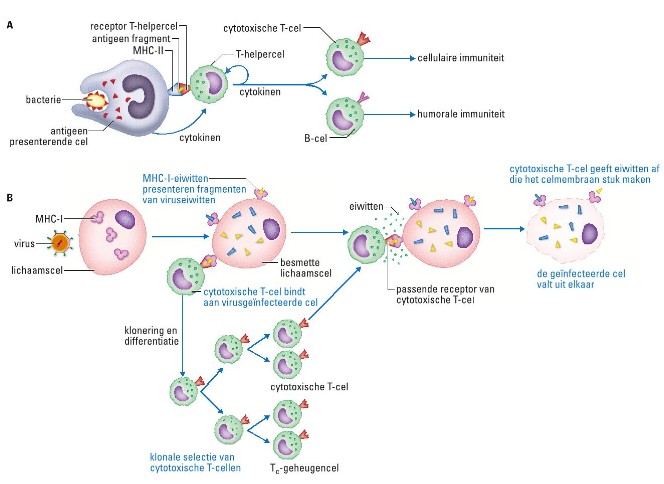 A
receptor T-helpercel
antigeen fragment
MHC-II
cytotoxische T-cel
T-helpercel
cellulaire immuniteit
bacterie
cytokinen
humorale immuniteit
antigeen
presenterende cel
cytokinen
B-cel
B
MHC-I-eiwitten
presenteren fragmenten
van viruseiwitten
cytotoxische T-cel geeft eiwitten af
die het celmembraan stuk maken
MHC-I
eiwitten
virus
lichaamscel
besmette
lichaamscel
cytotoxische T-cel bindt
aan virusgeïnfecteerde cel
passende receptor van
cytotoxische T-cel
de geïnfecteerde cel
valt uit elkaar
klonering en
differentiatie
cytotoxische T-cel
klonale selectie van
cytotoxische T-cellen
Tc-geheugencel